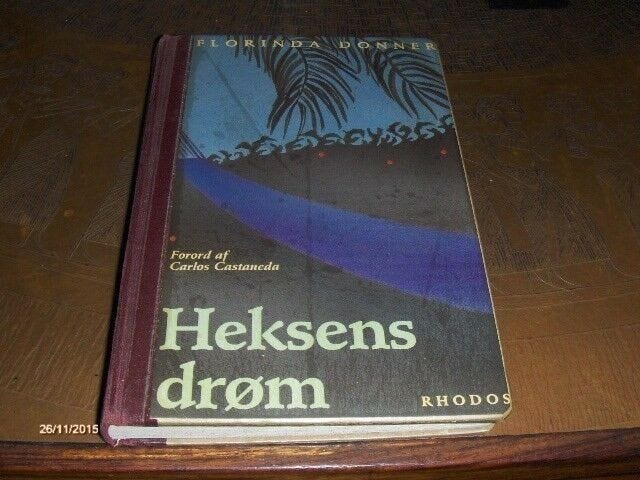 FLORINDA DONNER
Forord af
Carlos Castaneda
Heksens
drøm
RHODOS
26/11/2015